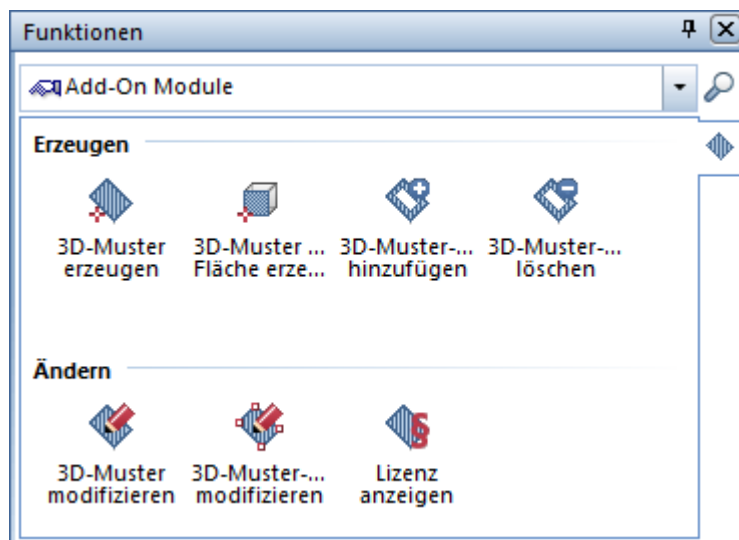 Funktionen
Add-On Module
Erzeugen
3D-Muster 3D-Muster ... 3D-Muster-... 3D-Muster-...
erzeugen Fläche erze... hinzufügen löschen
Ändern
3D-Muster 3D-Muster-... Lizenz
modifizieren modifizieren anzeigen